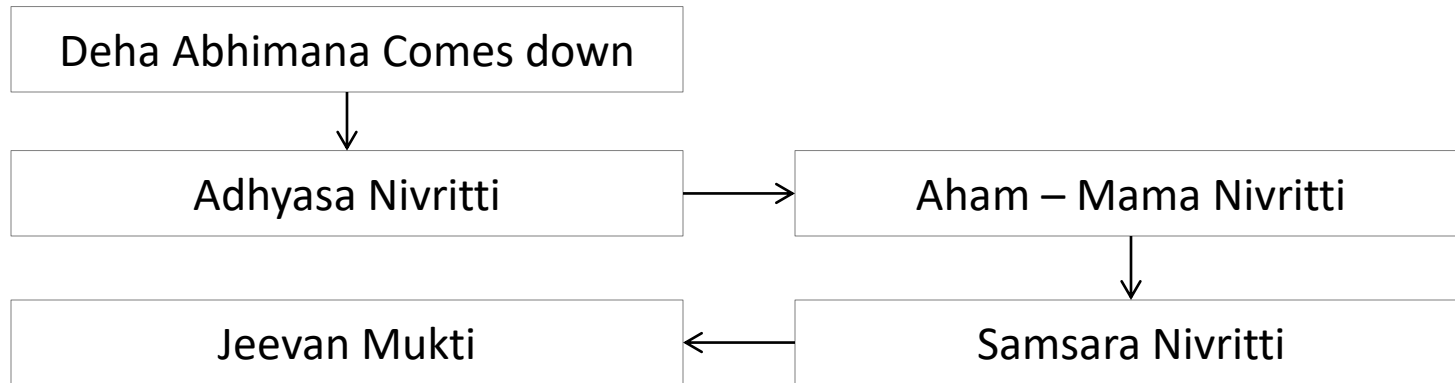 Deha Abhimana Comes down
Adhyasa Nivritti
Aham – Mama Nivritti
Jeevan Mukti
Samsara Nivritti